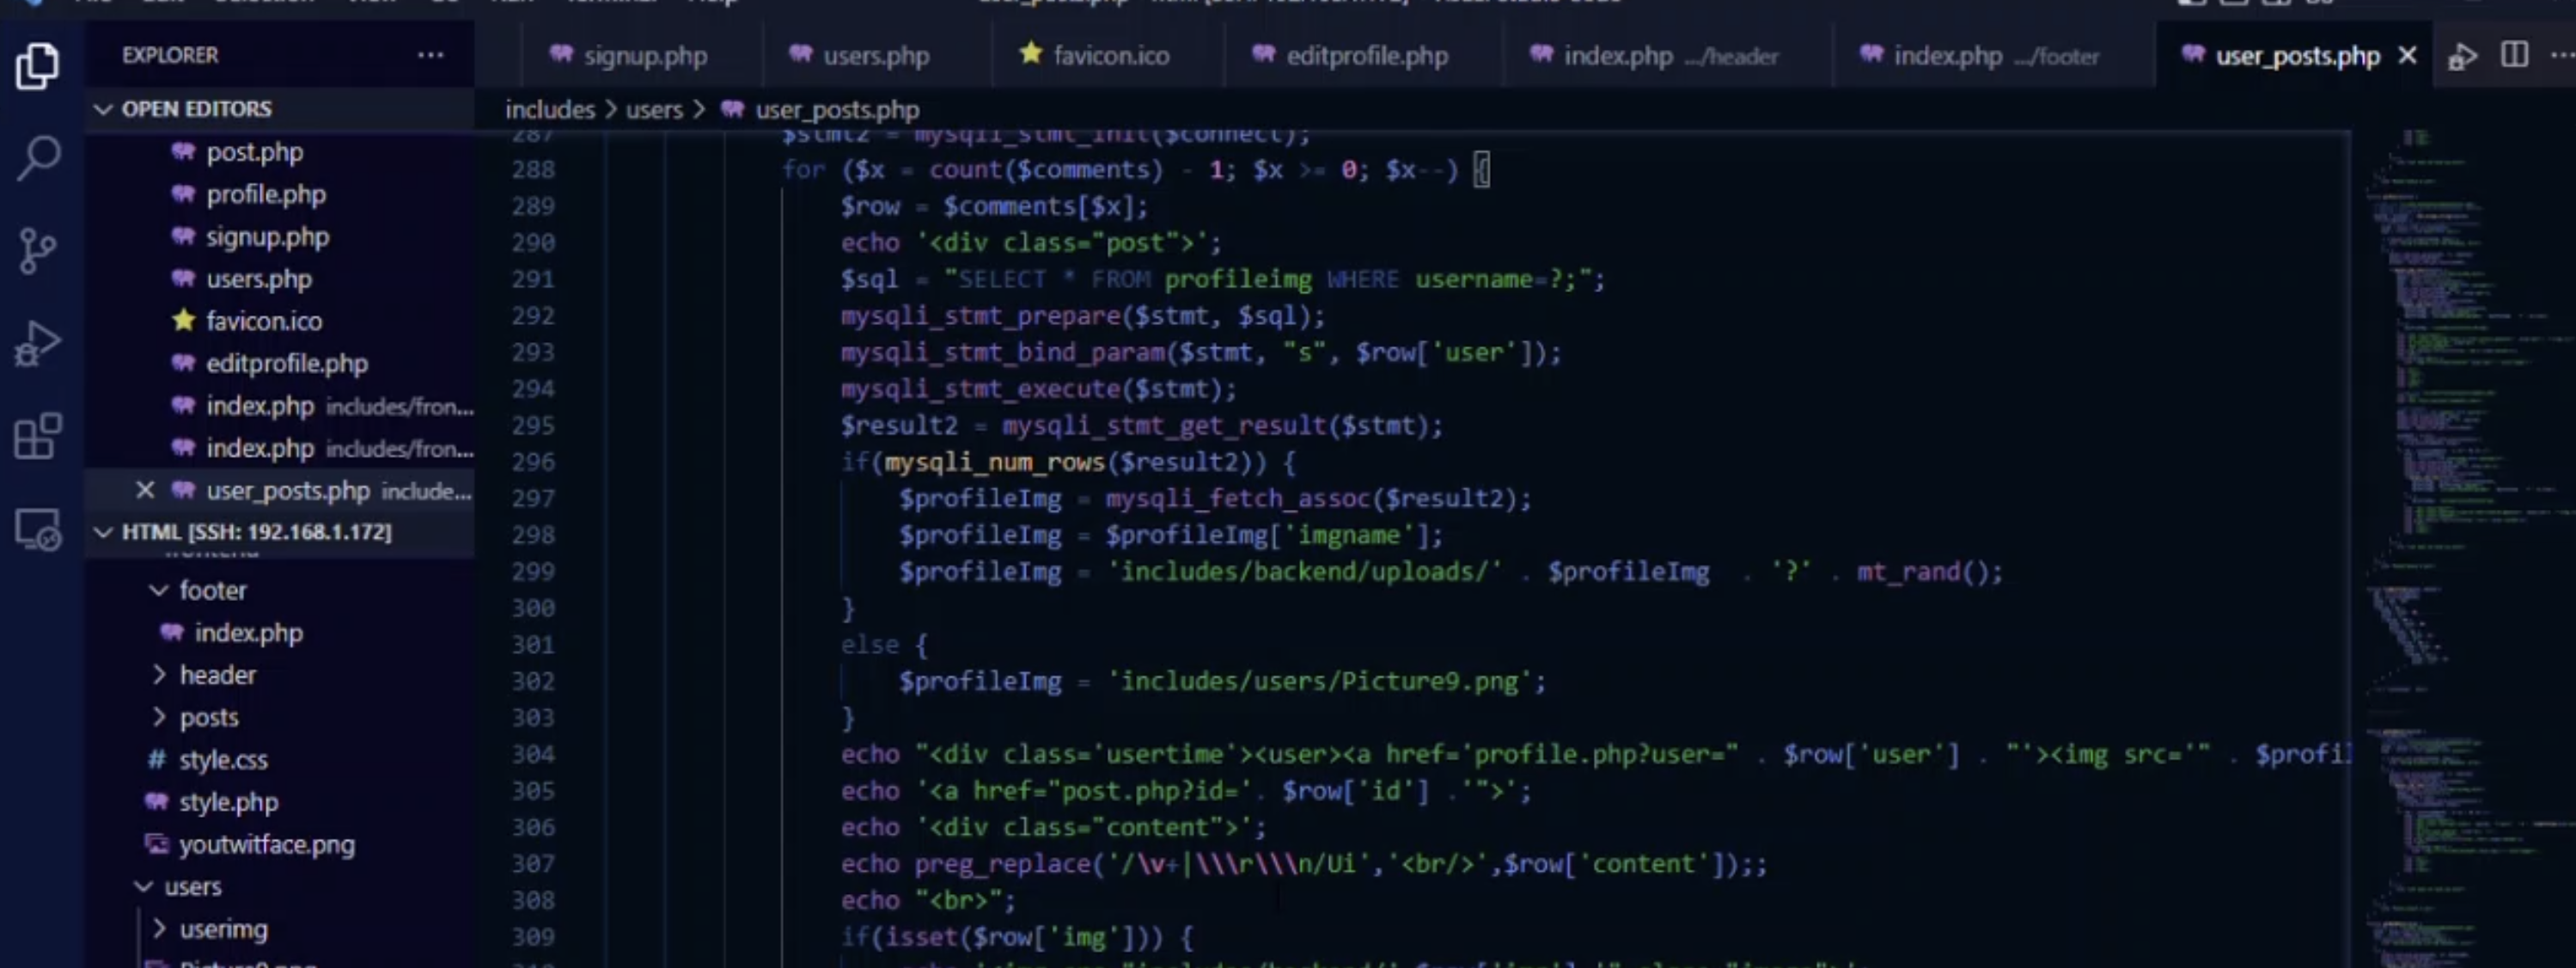 EXPLORER
signup.php
users.php
favicon.ico
editprofile.php
index.php .../header
index.php .../footer
user_posts.php
OPEN EDITORS
post.php
profile.php
signup.php
users.php
favicon.ico
editprofile.php
index.php includes/fron...
index.php includes/fron...
user_posts.php include...
HTML [SSH: 192.168.1.172]
frontend
footer
index.php
header
posts
style.css
style.php
youtwitface.png
users
userimg
Picture9.png
includes > users > user_posts.php
287 $stmt2 = mysqli_stmt_init($connect);
288 for ($x = count($comments) - 1; $x >= 0; $x--) {
289 $row = $comments[$x];
290 echo '<div class="post">';
291 $sql = "SELECT * FROM profileimg WHERE username=?;";
292 mysqli_stmt_prepare($stmt, $sql);
293 mysqli_stmt_bind_param($stmt, "s", $row['user']);
294 mysqli_stmt_execute($stmt);
295 $result2 = mysqli_stmt_get_result($stmt);
296 if(mysqli_num_rows($result2)) {
297 $profileImg = mysqli_fetch_assoc($result2);
298 $profileImg = $profileImg['imgname'];
299 $profileImg = 'includes/backend/uploads/' . $profileImg . '?' . mt_rand();
300 }
301 else {
302 $profileImg = 'includes/users/Picture9.png';
303 }
304 echo "<div class='usertime'><user><a href='profile.php?user=" . $row['user'] . "'><img src='" . $profil
305 echo '<a href="post.php?id='. $row['id'] .'">';
306 echo '<div class="content">';
307 echo preg_replace('/\v+|\\\r\\\n/Ui','<br/>',$row['content']);;
308 echo "<br>";
309 if(isset($row['img'])) {